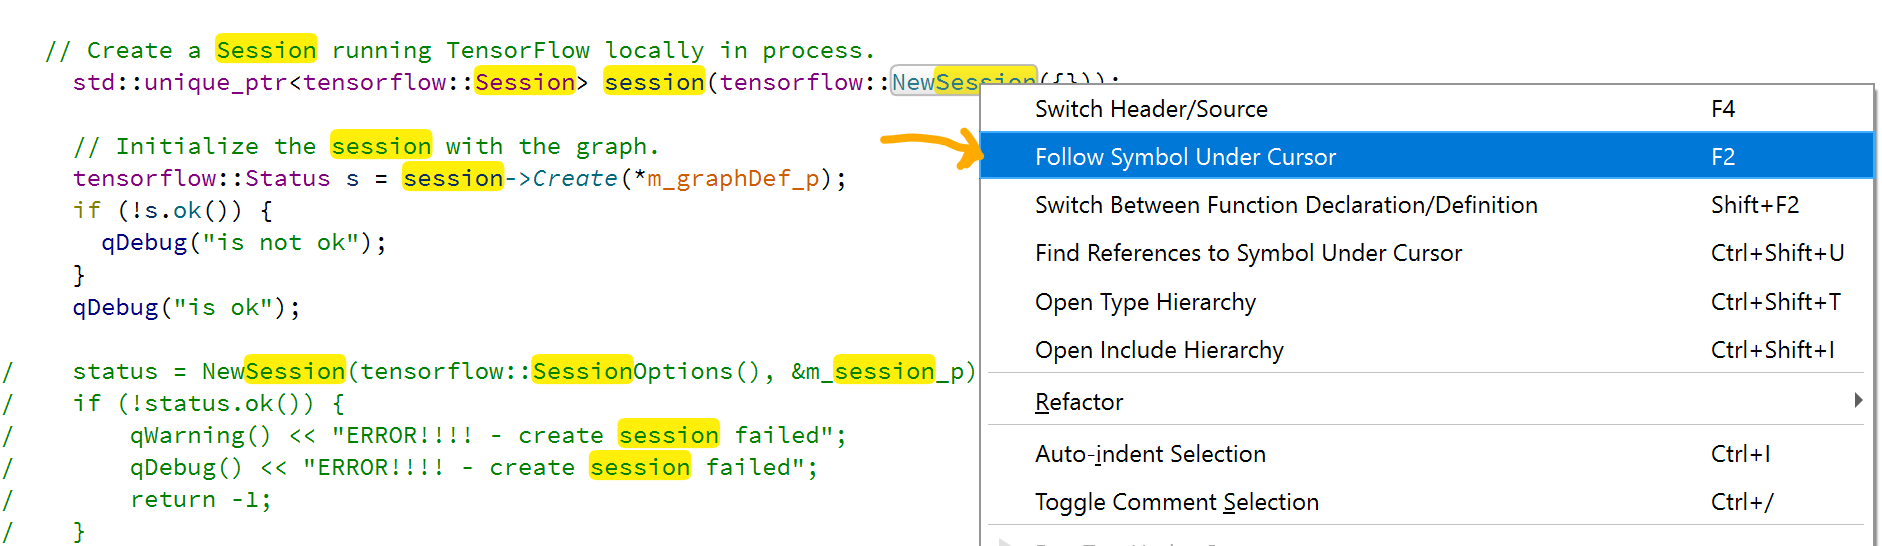 // Create a Session running TensorFlow locally in process.
std::unique_ptr<tensorflow::Session> session(tensorflow::NewSession({}));
// Initialize the session with the graph.
tensorflow::Status s = session->Create(*m_graphDef_p);
if (!s.ok()) {
qDebug("is not ok");
}
qDebug("is ok");
/ status = NewSession(tensorflow::SessionOptions(), &m_session_p)
/ if (!status.ok()) {
/ qWarning() << "ERROR!!!! - create session failed";
/ qDebug() << "ERROR!!!! - create session failed";
/ return -1;
/ }
Switch Header/Source F4
Follow Symbol Under Cursor F2
Switch Between Function Declaration/Definition Shift+F2
Find References to Symbol Under Cursor Ctrl+Shift+U
Open Type Hierarchy Ctrl+Shift+T
Open Include Hierarchy Ctrl+Shift+I
Refactor
Auto-indent Selection Ctrl+I
Toggle Comment Selection Ctrl+/